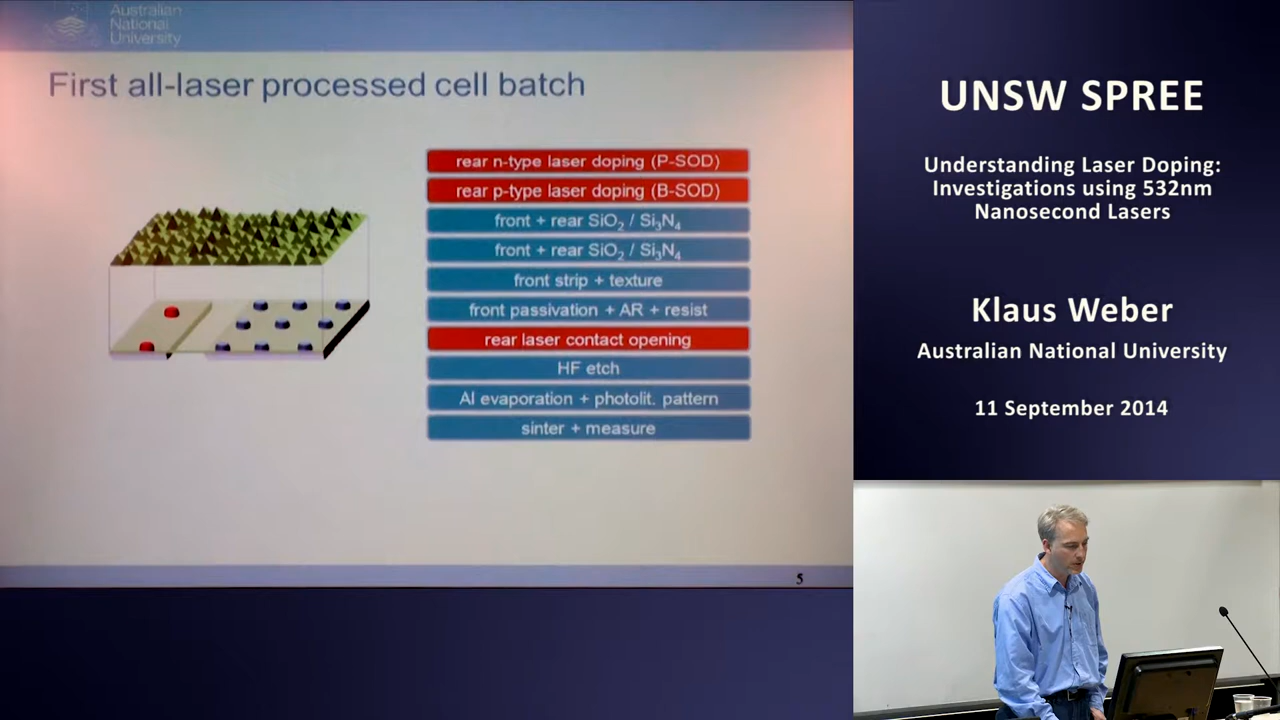 Australian
National
University
First all-laser processed cell batch
rear n-type laser doping (P-SOD)
rear p-type laser doping (B-SOD)
front + rear SiO₂ / Si₃N₄
front + rear SiO₂ / Si₃N₄
front strip + texture
front passivation + AR + resist
rear laser contact opening
HF etch
Al evaporation + photolit. pattern
sinter + measure
5
UNSW SPREE
Understanding Laser Doping:
Investigations using 532nm
Nanosecond Lasers
Klaus Weber
Australian National University
11 September 2014